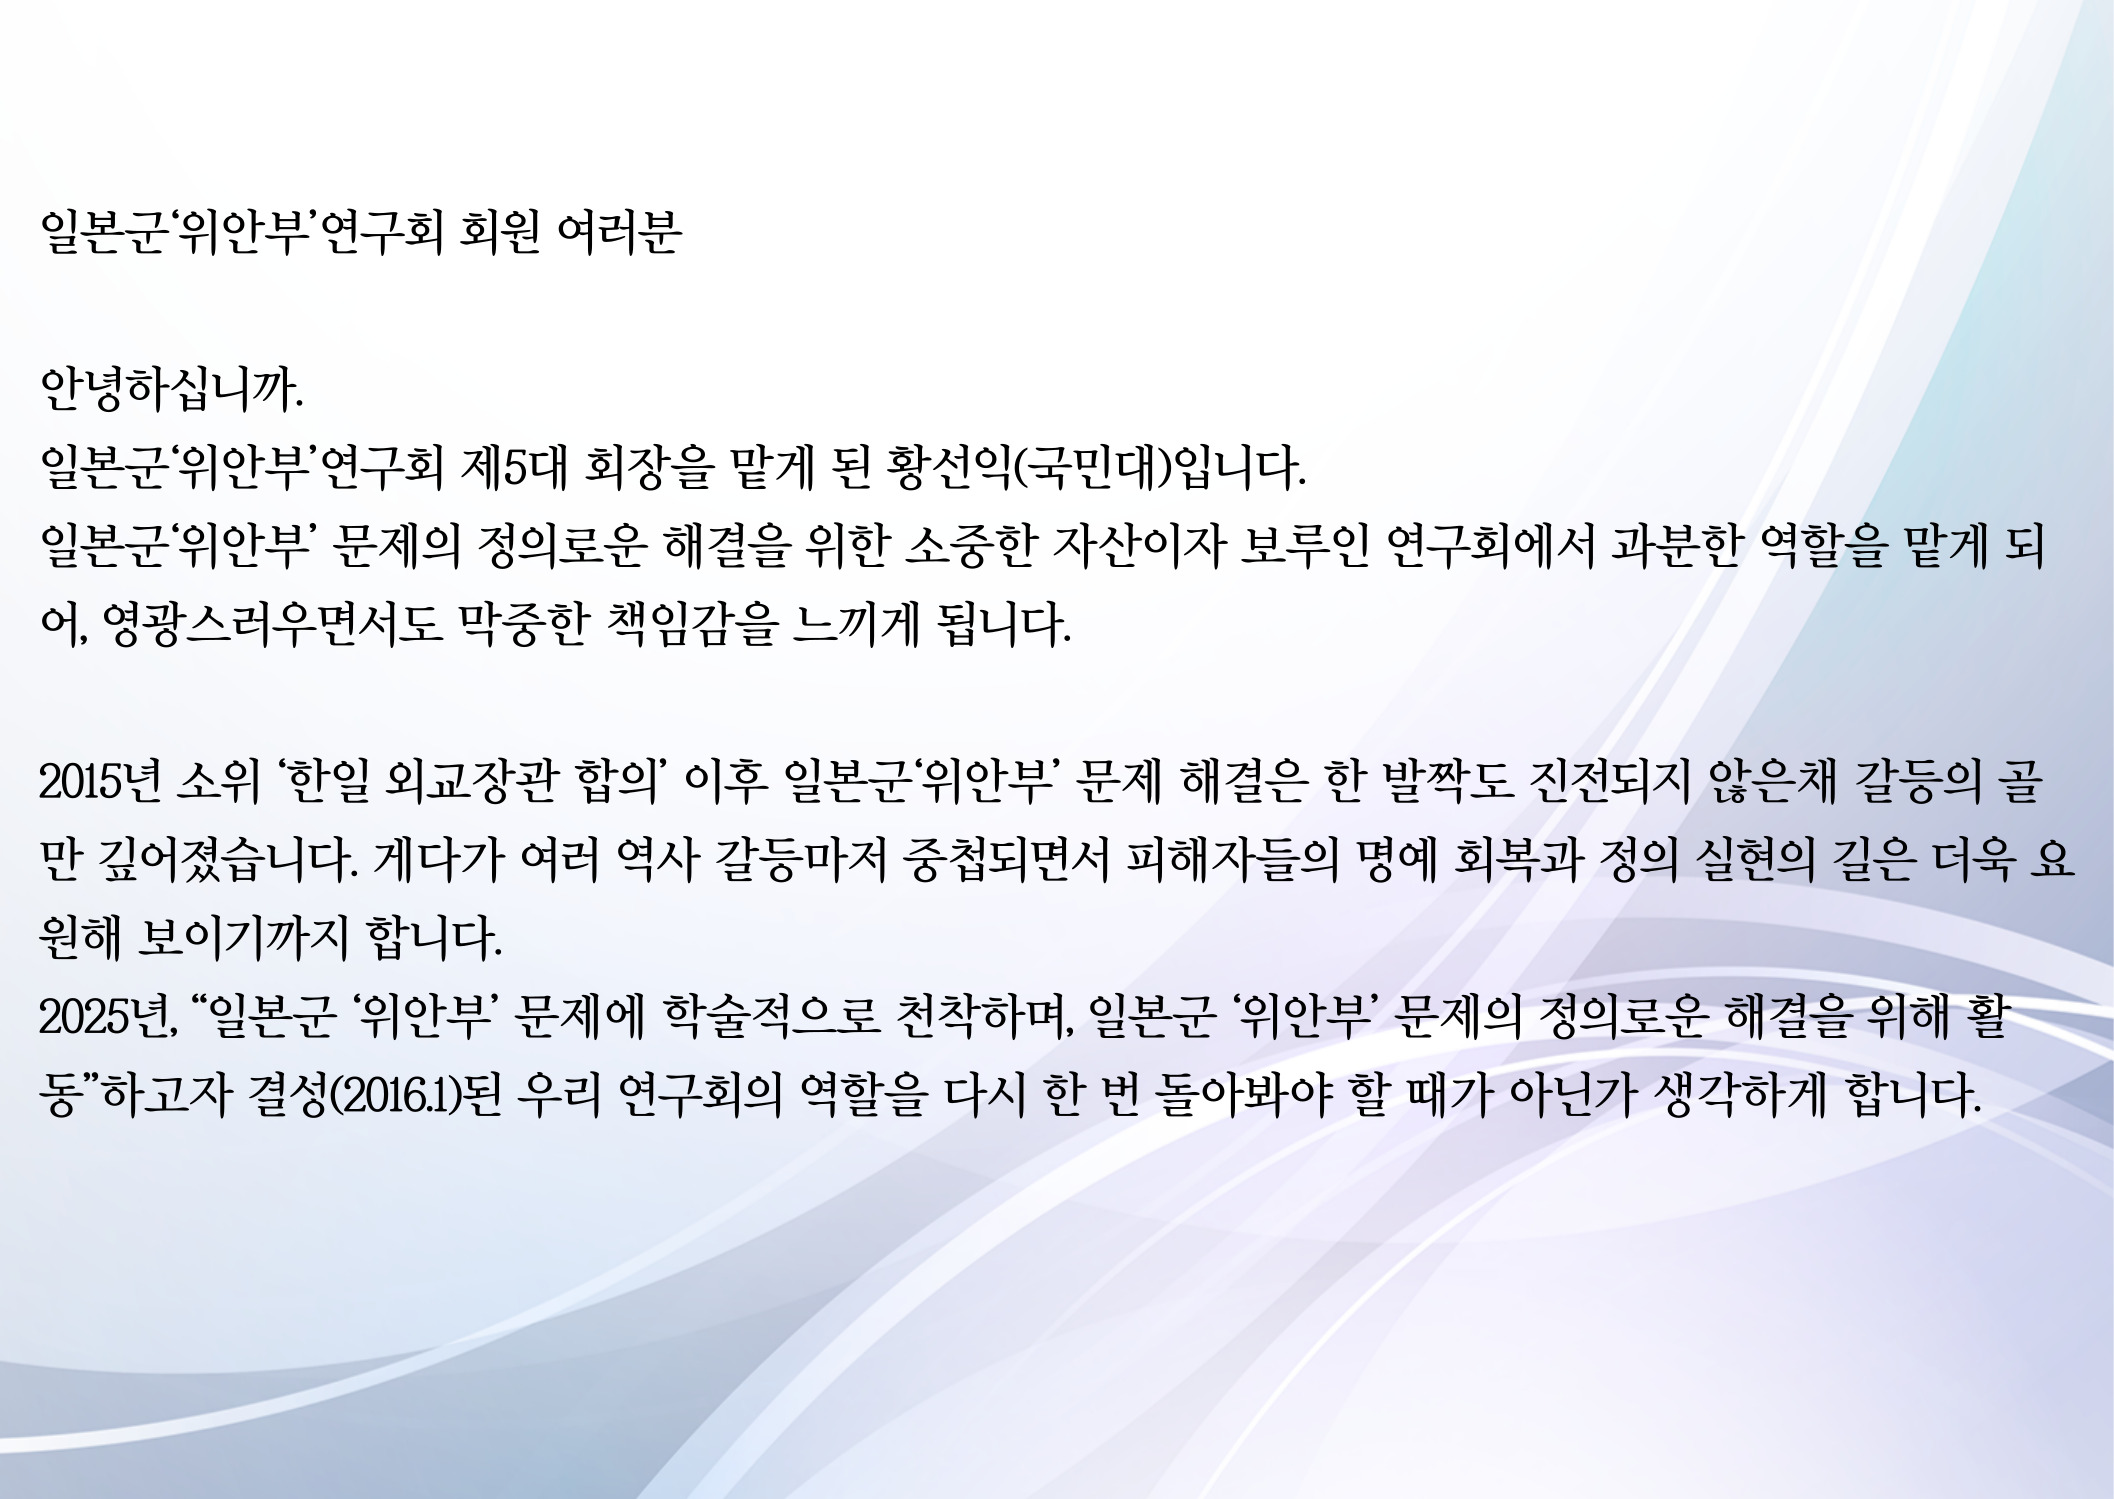 일본군‘위안부’연구회 회원 여러분
안녕하십니까.
일본군‘위안부’연구회 제5대 회장을 맡게 된 황선익(국민대)입니다.
일본군‘위안부’ 문제의 정의로운 해결을 위한 소중한 자산이자 보루인 연구회에서 과분한 역할을 맡게 되
어, 영광스러우면서도 막중한 책임감을 느끼게 됩니다.
2015년 소위 ‘한일 외교장관 합의’ 이후 일본군‘위안부’ 문제 해결은 한 발짝도 진전되지 않은채 갈등의 골
만 깊어졌습니다. 게다가 여러 역사 갈등마저 중첩되면서 피해자들의 명예 회복과 정의 실현의 길은 더욱 요
원해 보이기까지 합니다.
2025년, “일본군 ‘위안부’ 문제에 학술적으로 천착하며, 일본군 ‘위안부’ 문제의 정의로운 해결을 위해 활
동”하고자 결성(2016.1)된 우리 연구회의 역할을 다시 한 번 돌아봐야 할 때가 아닌가 생각하게 합니다.